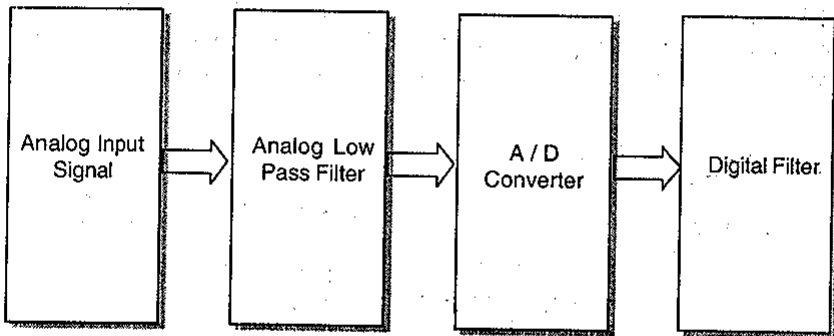 Analog Input
Signal
Analog Low
Pass Filter
A / D
Converter
Digital Filter